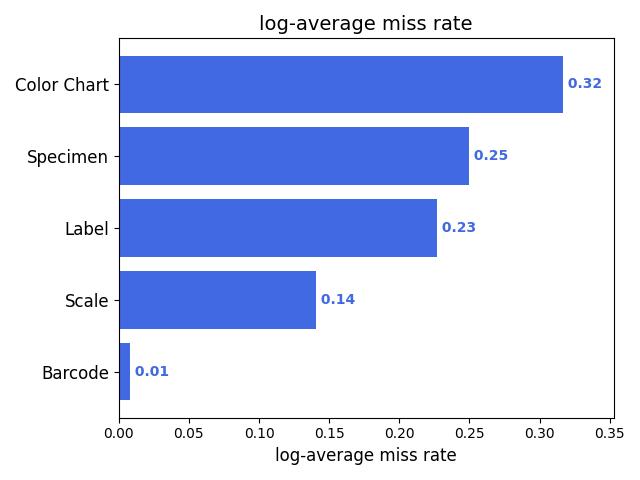 log-average miss rate
Color Chart 0.32
Specimen 0.25
Label 0.23
Scale 0.14
Barcode 0.01
0.00 0.05 0.10 0.15 0.20 0.25 0.30 0.35
log-average miss rate